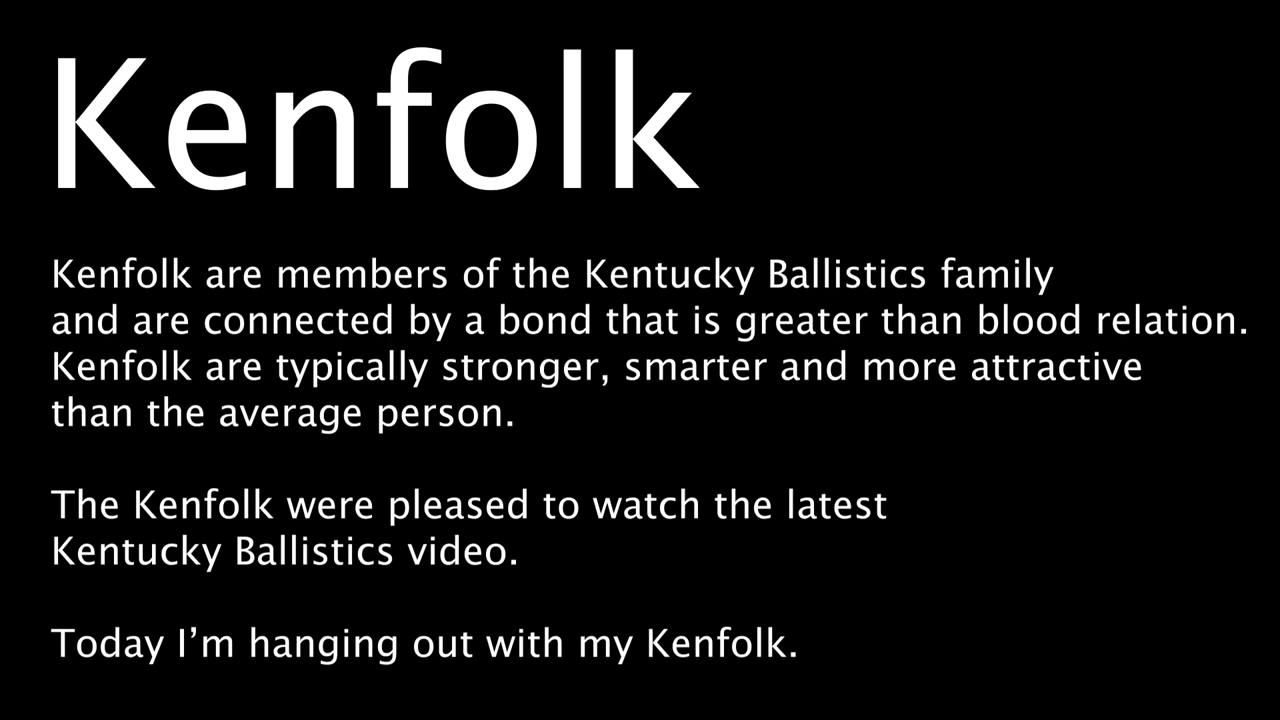 Kenfolk
Kenfolk are members of the Kentucky Ballistics family
and are connected by a bond that is greater than blood relation.
Kenfolk are typically stronger, smarter and more attractive
than the average person.
The Kenfolk were pleased to watch the latest
Kentucky Ballistics video.
Today I’m hanging out with my Kenfolk.